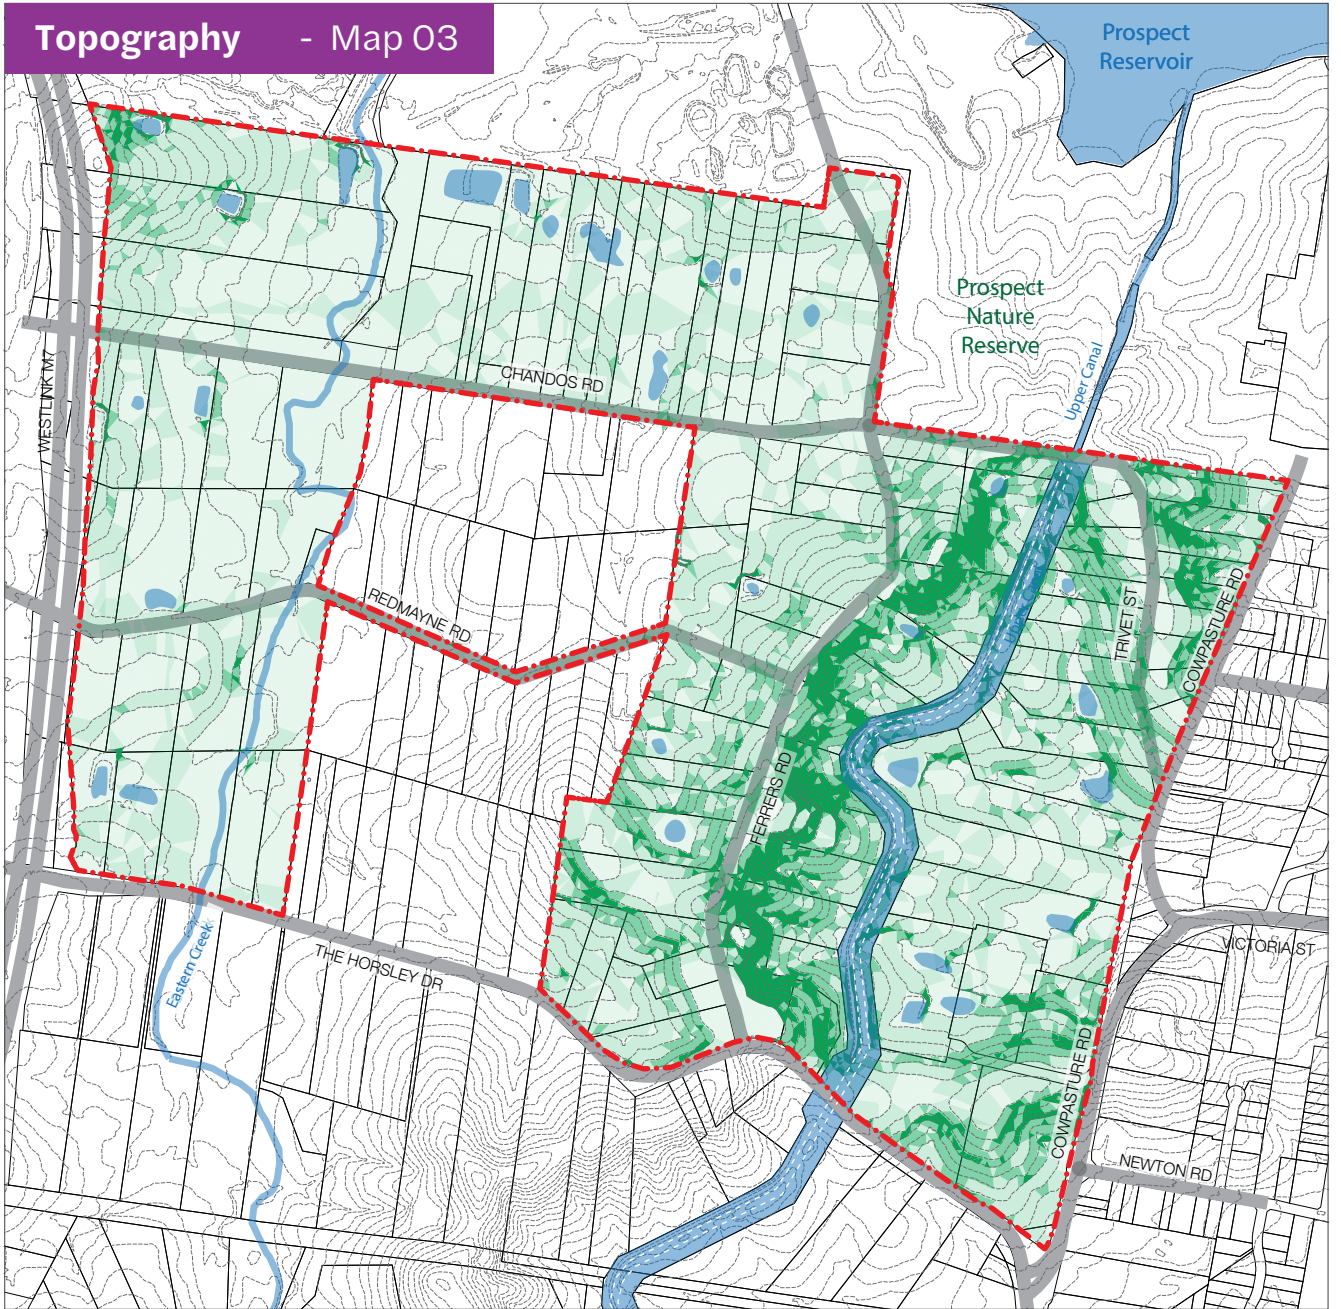 Topography - Map 03
Prospect
Reservoir
Prospect
Nature
Reserve
Upper Canal
WESTLINK M7
CHANDOS RD
REDMAYNE RD
TRIVET ST
COWPASTURE RD
FERRERS RD
THE HORSLEY DR
Eastern Creek
VICTORIA ST
COWPASTURE RD
NEWTON RD